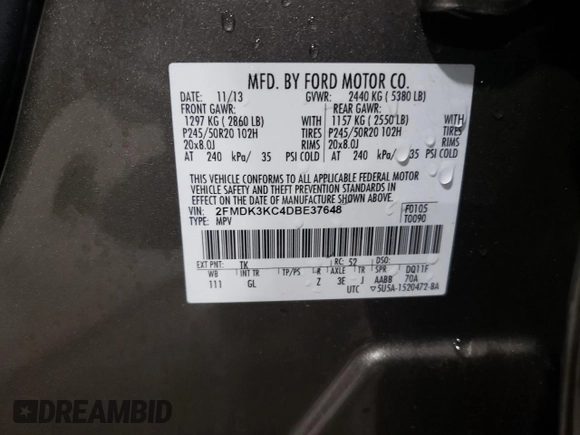 MFD. BY FORD MOTOR CO.
DATE: 11/13 GVWR: 2440 KG ( 5380 LB)
FRONT GAWR: REAR GAWR:
1297 KG ( 2860 LB) WITH 1157 KG ( 2550 LB) WITH
P245/50R20 102H TIRES P245/50R20 102H TIRES
20x8.0J RIMS 20x8.0J RIMS
AT 240 kPa/ 35 PSI COLD AT 240 kPa/ 35 PSI COLD
THIS VEHICLE CONFORMS TO ALL APPLICABLE FEDERAL MOTOR
VEHICLE SAFETY AND THEFT PREVENTION STANDARDS IN
EFFECT ON THE DATE OF MANUFACTURE SHOWN ABOVE.
VIN: 2FMDK3KC4DBE37648 F0105
TYPE: MPV T0090
EXT PNT: TK RC: 52 DSO:
WB INT TR TP/PS R AXLE TR SPR DQ11F
111 GL Z 3E J AABB 70A
UTC ▽5U5A-1520472-BA
DREAMBID